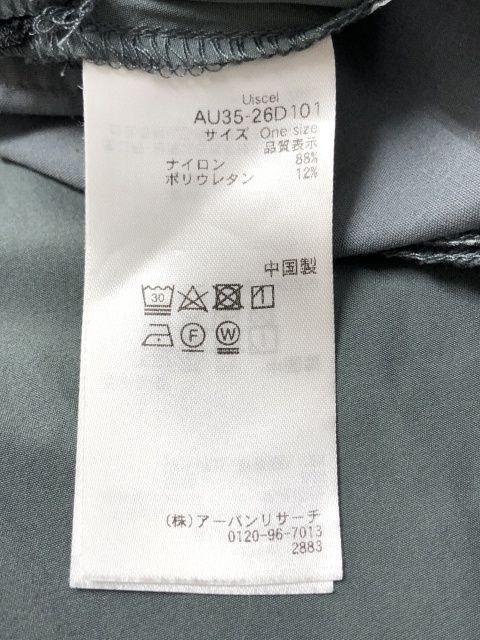 Uiscel
AU35-26D101
サイズ One size
品質表示
ナイロン 88%
ポリウレタン 12%
中国製
30
F W
(株)アーバンリサーチ
0120-96-7013
2883